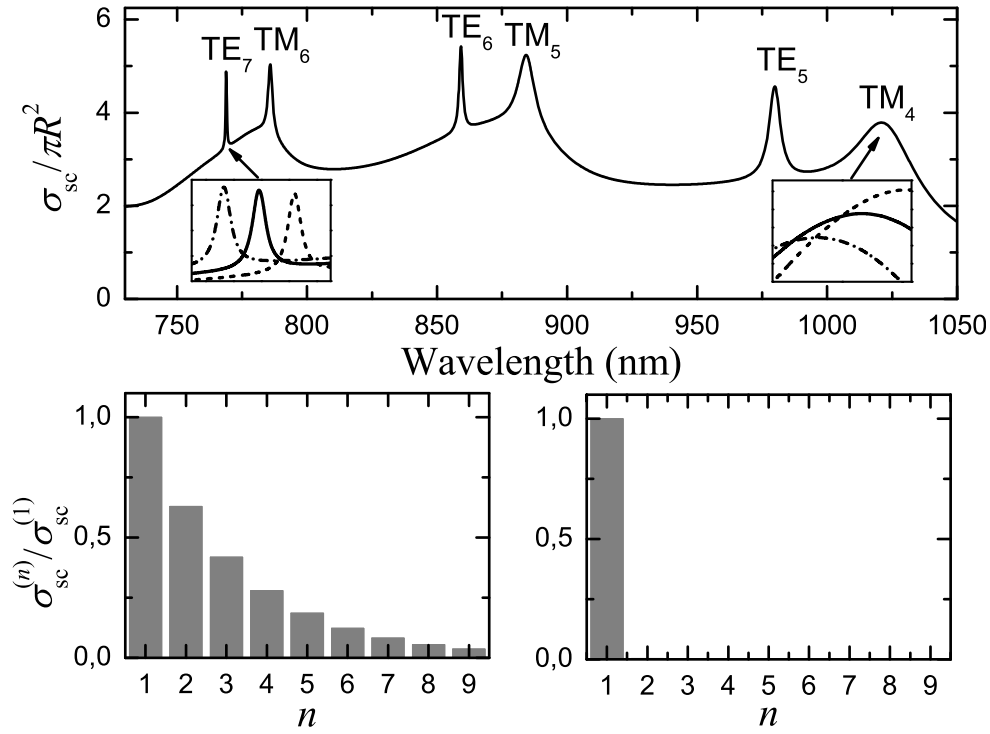 TE₇ TM₆ TE₆ TM₅ TE₅ TM₄
σsc/πR²
6
4
2
0
750 800 850 900 950 1000 1050
Wavelength (nm)
σsc⁽ⁿ⁾/σsc⁽¹⁾
1,0
0,5
0,0
1 2 3 4 5 6 7 8 9
n
1,0
0,5
0,0
1 2 3 4 5 6 7 8 9
n